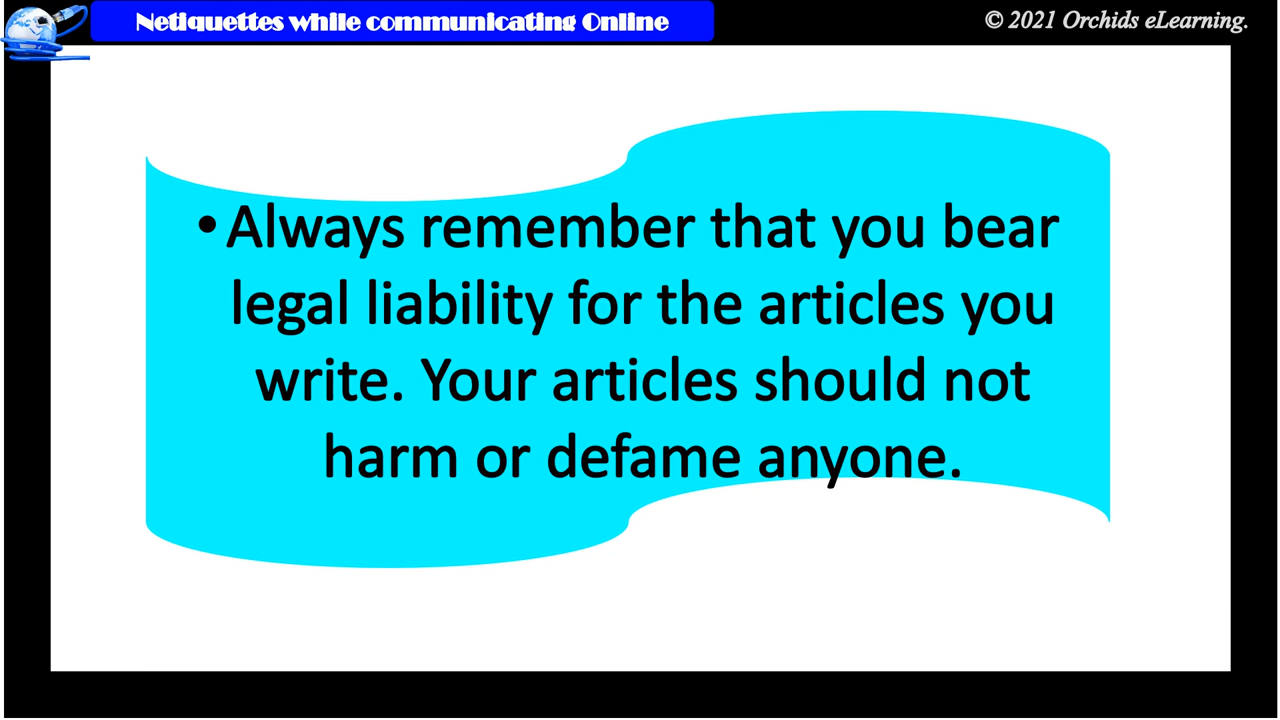 Netiquettes while communicating Online
© 2021 Orchids eLearning.
•Always remember that you bear
legal liability for the articles you
write. Your articles should not
harm or defame anyone.